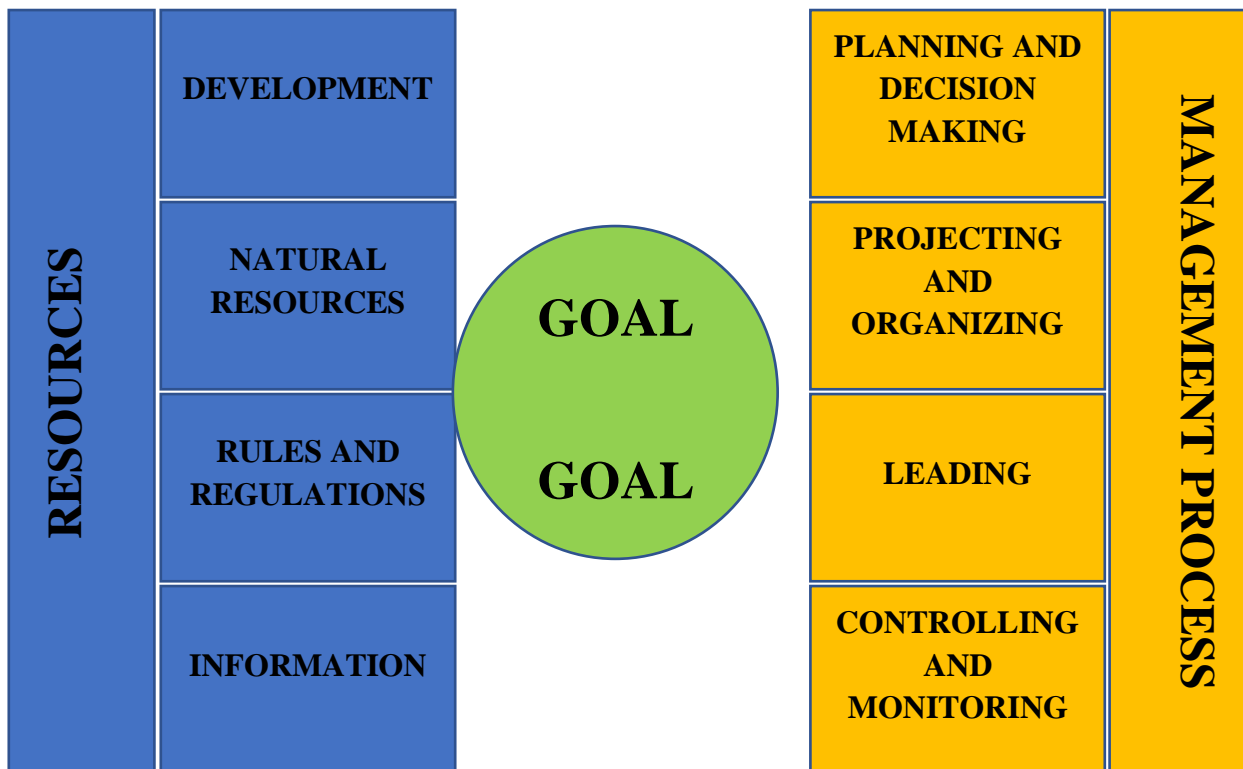 RESOURCES
DEVELOPMENT
NATURAL
RESOURCES
RULES AND
REGULATIONS
INFORMATION
GOAL
GOAL
PLANNING AND
DECISION
MAKING
PROJECTING
AND
ORGANIZING
LEADING
CONTROLLING
AND
MONITORING
MANAGEMENT PROCESS